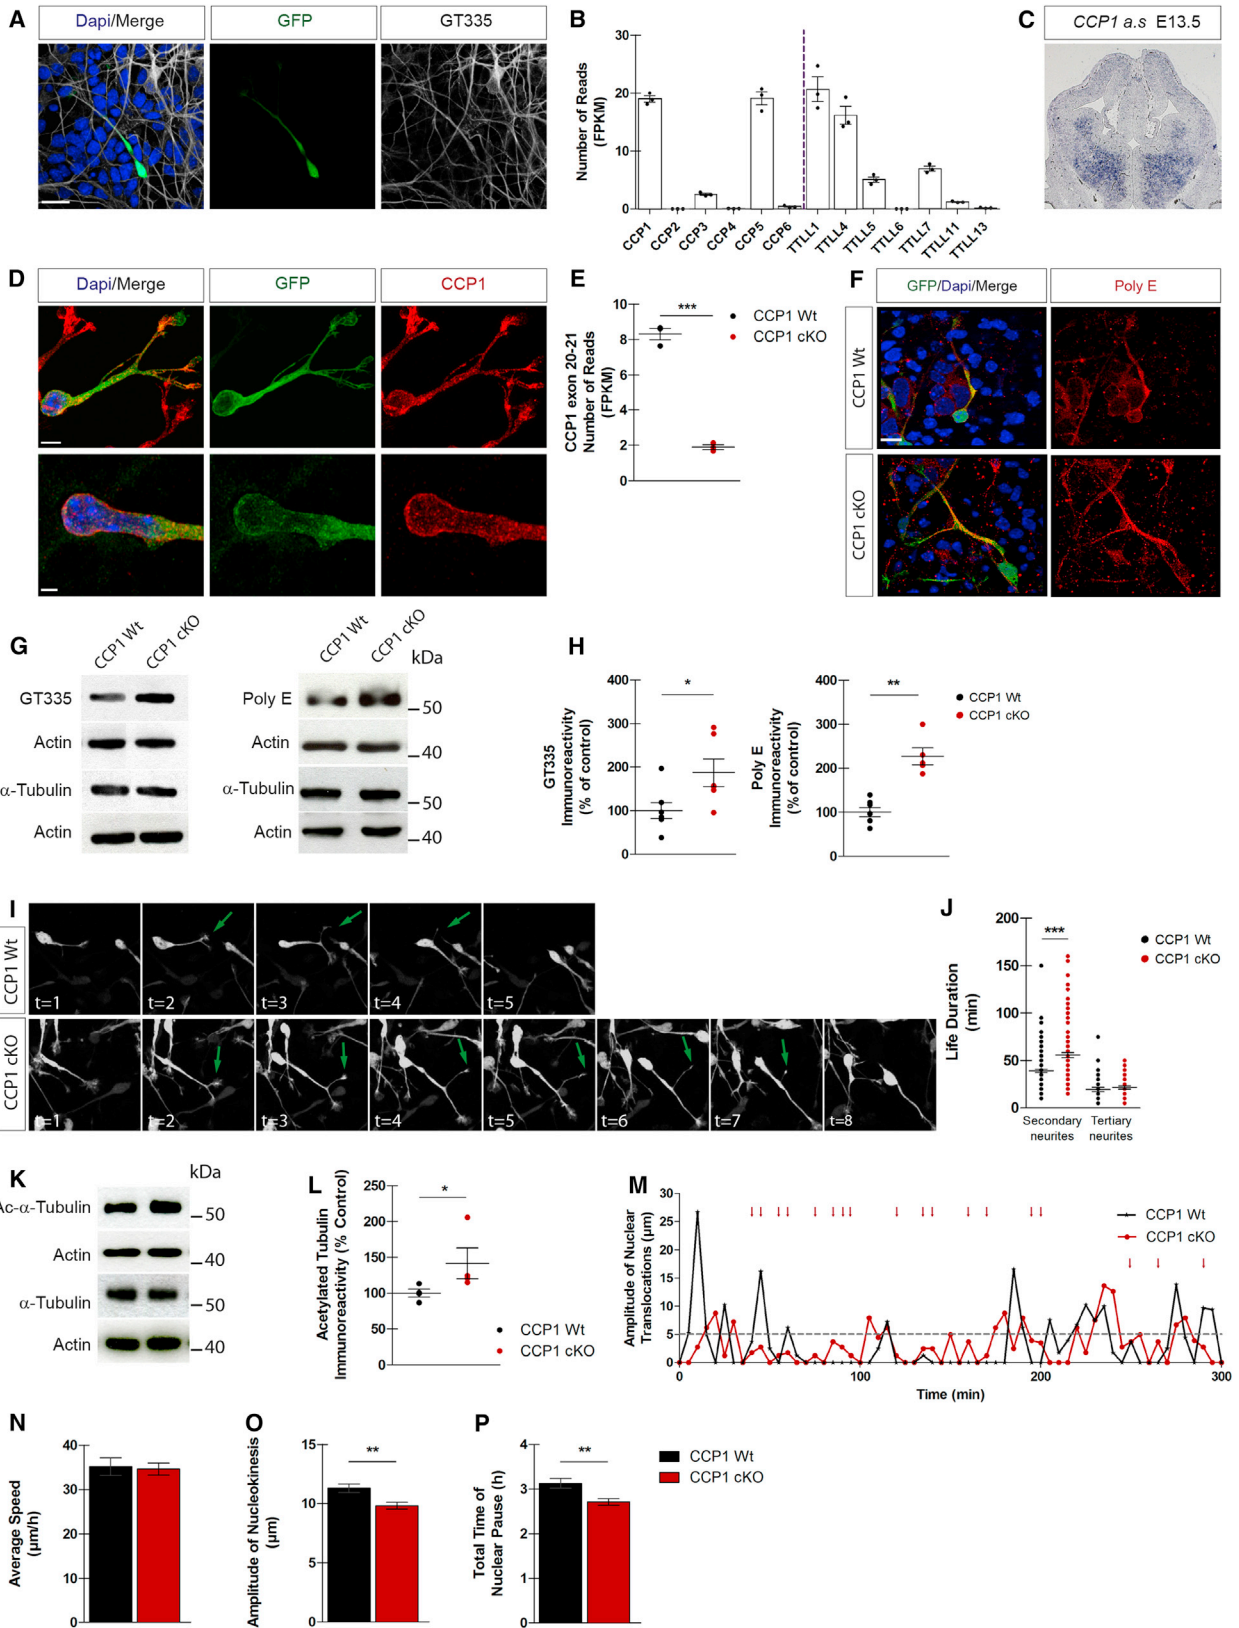 A
Dapi/Merge
GFP
GT335
B
Number of Reads
(FPKM)
30
20
10
0
CCP1
CCP2
CCP3
CCP4
CCP5
CCP6
TTLL1
TTLL4
TTLL5
TTLL6
TTLL7
TTLL11
TTLL13
C
CCP1 a.s E13.5
D
Dapi/Merge
GFP
CCP1
E
CCP1 exon 20-21
Number of Reads
(FPKM)
10
8
6
4
2
0
***
CCP1 Wt
CCP1 cKO
F
GFP/Dapi/Merge
Poly E
CCP1 Wt
CCP1 cKO
G
CCP1 Wt
CCP1 cKO
GT335
Actin
α-Tubulin
Actin
CCP1 Wt
CCP1 cKO
kDa
Poly E
50
Actin
40
α-Tubulin
50
Actin
40
H
GT335
Immunoreactivity
(% of control)
400
300
200
100
0
*
Poly E
Immunoreactivity
(%of control)
400
300
200
100
0
**
CCP1 Wt
CCP1 cKO
I
CCP1 Wt
t=1
t=2
t=3
t=4
t=5
CCP1 cKO
t=1
t=2
t=3
t=4
t=5
t=6
t=7
t=8
J
Life Duration
(min)
200
150
100
50
0
***
Secondary
neurites
Tertiary
neurites
CCP1 Wt
CCP1 cKO
K
kDa
Ac-α-Tubulin
50
Actin
40
α-Tubulin
50
Actin
40
L
Acetylated Tubulin
Immunoreactivity (% Control)
250
200
150
100
50
0
*
CCP1 Wt
CCP1 cKO
M
Amplitude of Nuclear
Translocations (µm)
30
25
20
15
10
5
0
0
100
200
300
Time (min)
CCP1 Wt
CCP1 cKO
N
Average Speed
(µm/h)
40
30
20
10
0
O
Amplitude of Nucleokinesis
(µm)
15
10
5
0
**
P
Total Time of
Nuclear Pause (h)
4
3
2
1
0
**
CCP1 Wt
CCP1 cKO